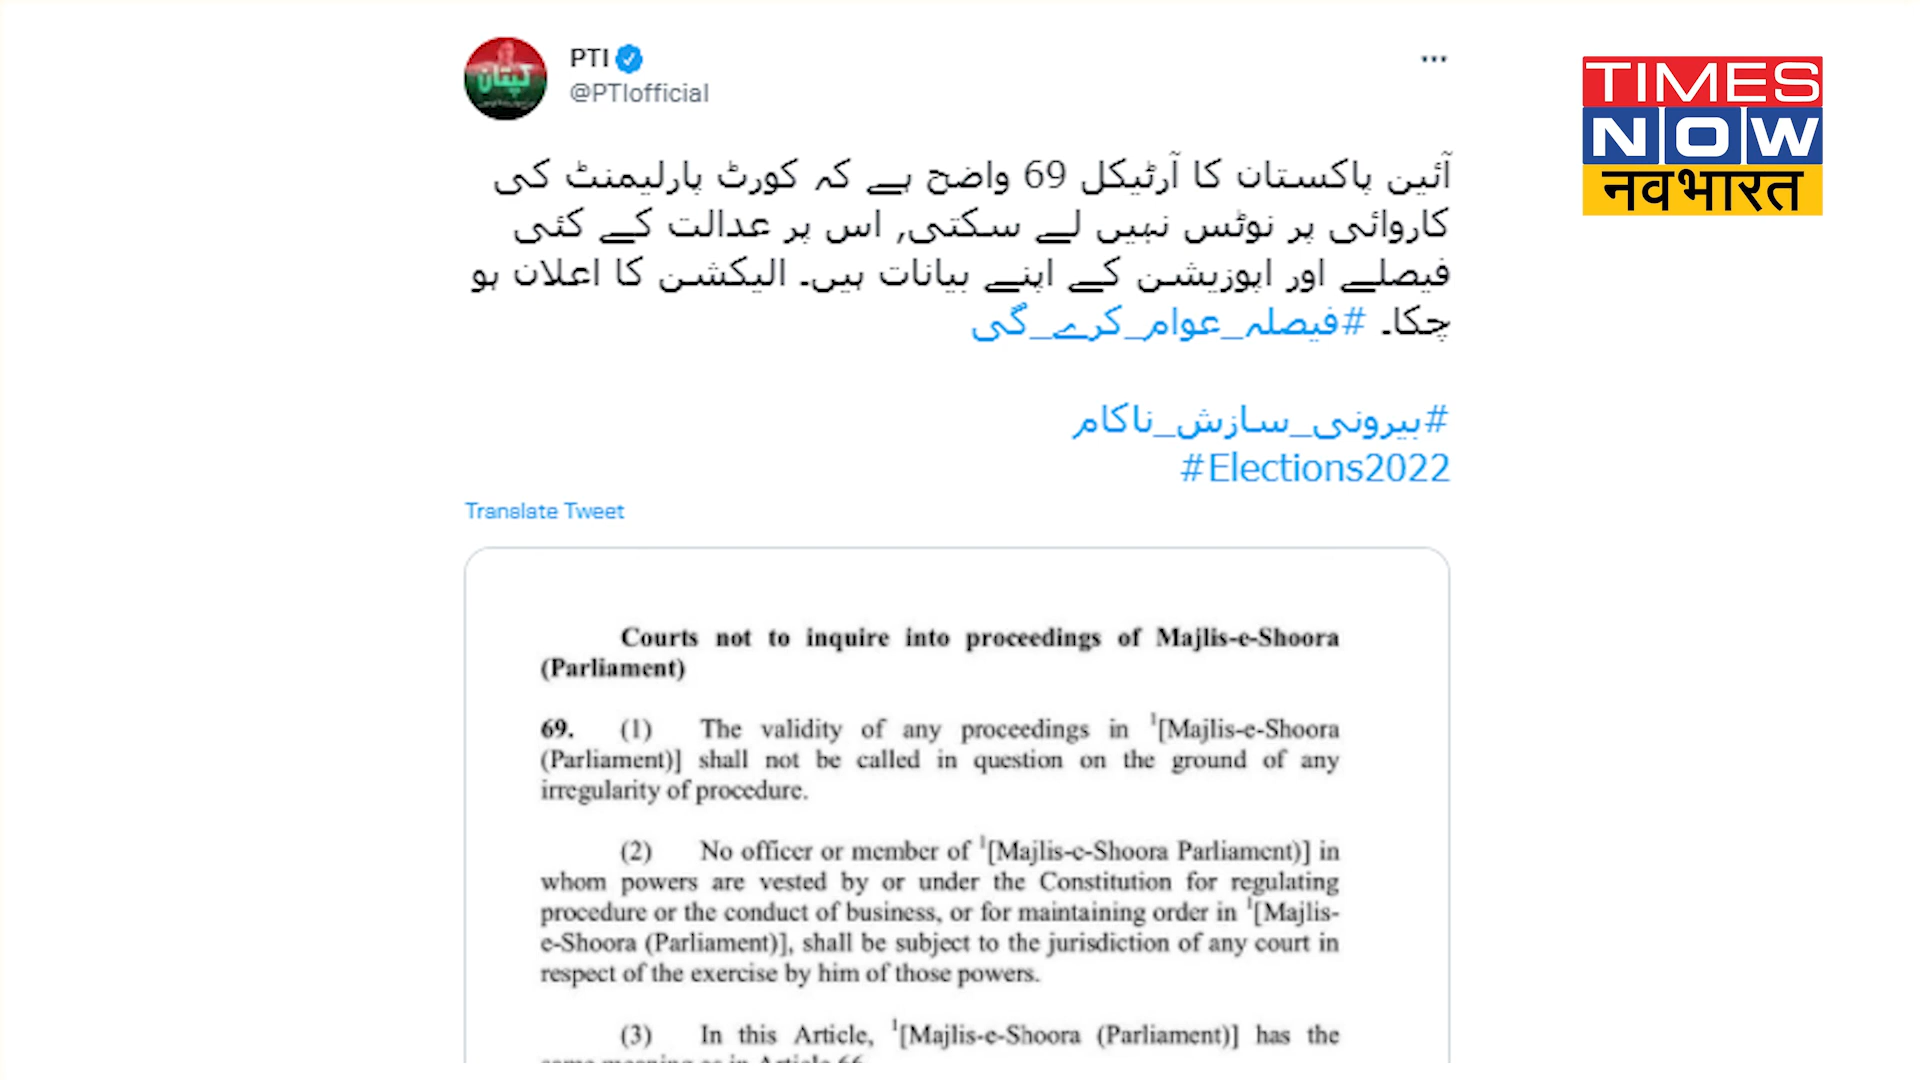 PTI
@PTIofficial
TIMES
NOW
नवभारत
کپتان
آئین پاکستان کا آرٹیکل 69 واضح ہے کہ کورٹ پارلیمنٹ کی
کاروائی پر نوٹس نہیں لے سکتی, اس پر عدالت کے کئی
فیصلے اور اپوزیشن کے اپنے بیانات ہیں۔ الیکشن کا اعلان ہو
چکا۔ #فیصلہ_عوام_کرے_گی
#بیرونی_سازش_ناکام
#Elections2022
Translate Tweet
Courts not to inquire into proceedings of Majlis-e-Shoora
(Parliament)
69. (1) The validity of any proceedings in ¹[Majlis-e-Shoora
(Parliament)] shall not be called in question on the ground of any
irregularity of procedure.
(2) No officer or member of ¹[Majlis-e-Shoora Parliament)] in
whom powers are vested by or under the Constitution for regulating
procedure or the conduct of business, or for maintaining order in ¹[Majlis-
e-Shoora (Parliament)], shall be subject to the jurisdiction of any court in
respect of the exercise by him of those powers.
(3) In this Article, ¹[Majlis-e-Shoora (Parliament)] has the